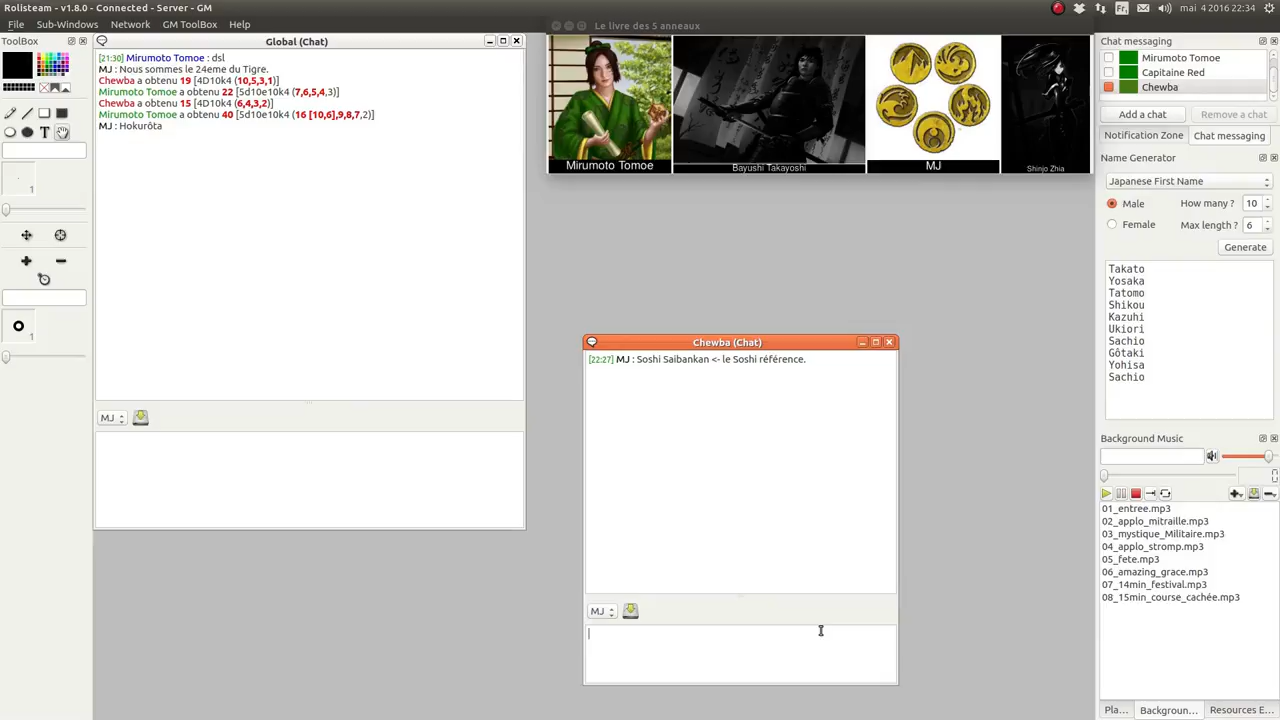 Rolisteam - v1.8.0 - Connected - Server - GM
Fr
mai 4 2016 22:34
File
Sub-Windows
Network
GM ToolBox
Help
ToolBox
1
1
Global (Chat)
[21:30] Mirumoto Tomoe : dsl
MJ : Nous sommes le 24eme du Tigre.
Chewba a obtenu 19 [4D10k4 (10,5,3,1)]
Mirumoto Tomoe a obtenu 22 [5d10e10k4 (7,6,5,4,3)]
Chewba a obtenu 15 [4D10k4 (6,4,3,2)]
Mirumoto Tomoe a obtenu 40 [5d10e10k4 (16 [10,6],9,8,7,2)]
MJ : Hokurôta
MJ
Le livre des 5 anneaux
Mirumoto Tomoe
Bayushi Takayoshi
MJ
Shinjo Zhia
Chewba (Chat)
[22:27] MJ : Soshi Saibankan <- le Soshi référence.
MJ
Chat messaging
Mirumoto Tomoe
Capitaine Red
Chewba
Add a chat
Remove a chat
Notification Zone
Chat messaging
Name Generator
Japanese First Name
Male
How many ?
10
Female
Max length ?
6
Generate
Takato
Yosaka
Tatomo
Shikou
Kazuhi
Ukiori
Sachio
Gôtaki
Yohisa
Sachio
Background Music
01_entree.mp3
02_applo_mitraille.mp3
03_mystique_Militaire.mp3
04_applo_stromp.mp3
05_fete.mp3
06_amazing_grace.mp3
07_14min_festival.mp3
08_15min_course_cachée.mp3
Pla...
Backgroun...
Resources E...